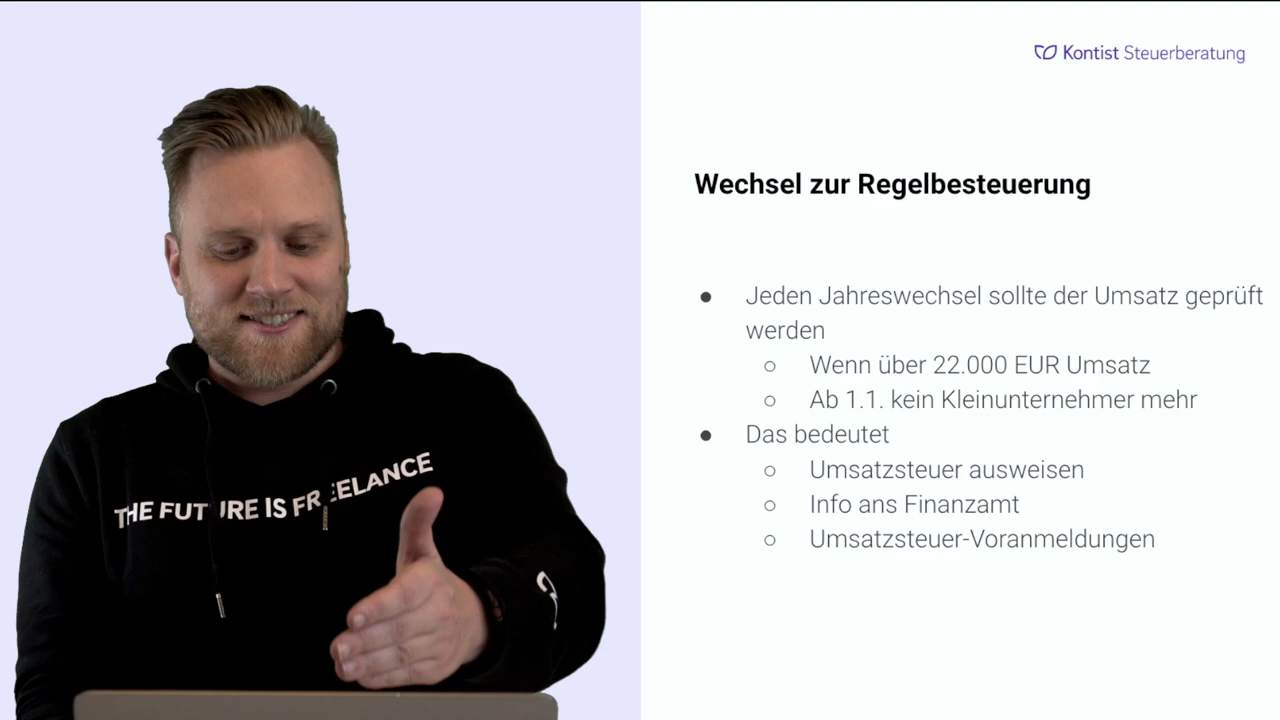 Kontist Steuerberatung
Wechsel zur Regelbesteuerung
● Jeden Jahreswechsel sollte der Umsatz geprüft
werden
○ Wenn über 22.000 EUR Umsatz
○ Ab 1.1. kein Kleinunternehmer mehr
● Das bedeutet
○ Umsatzsteuer ausweisen
○ Info ans Finanzamt
○ Umsatzsteuer-Voranmeldungen
THE FUTURE IS FREELANCE